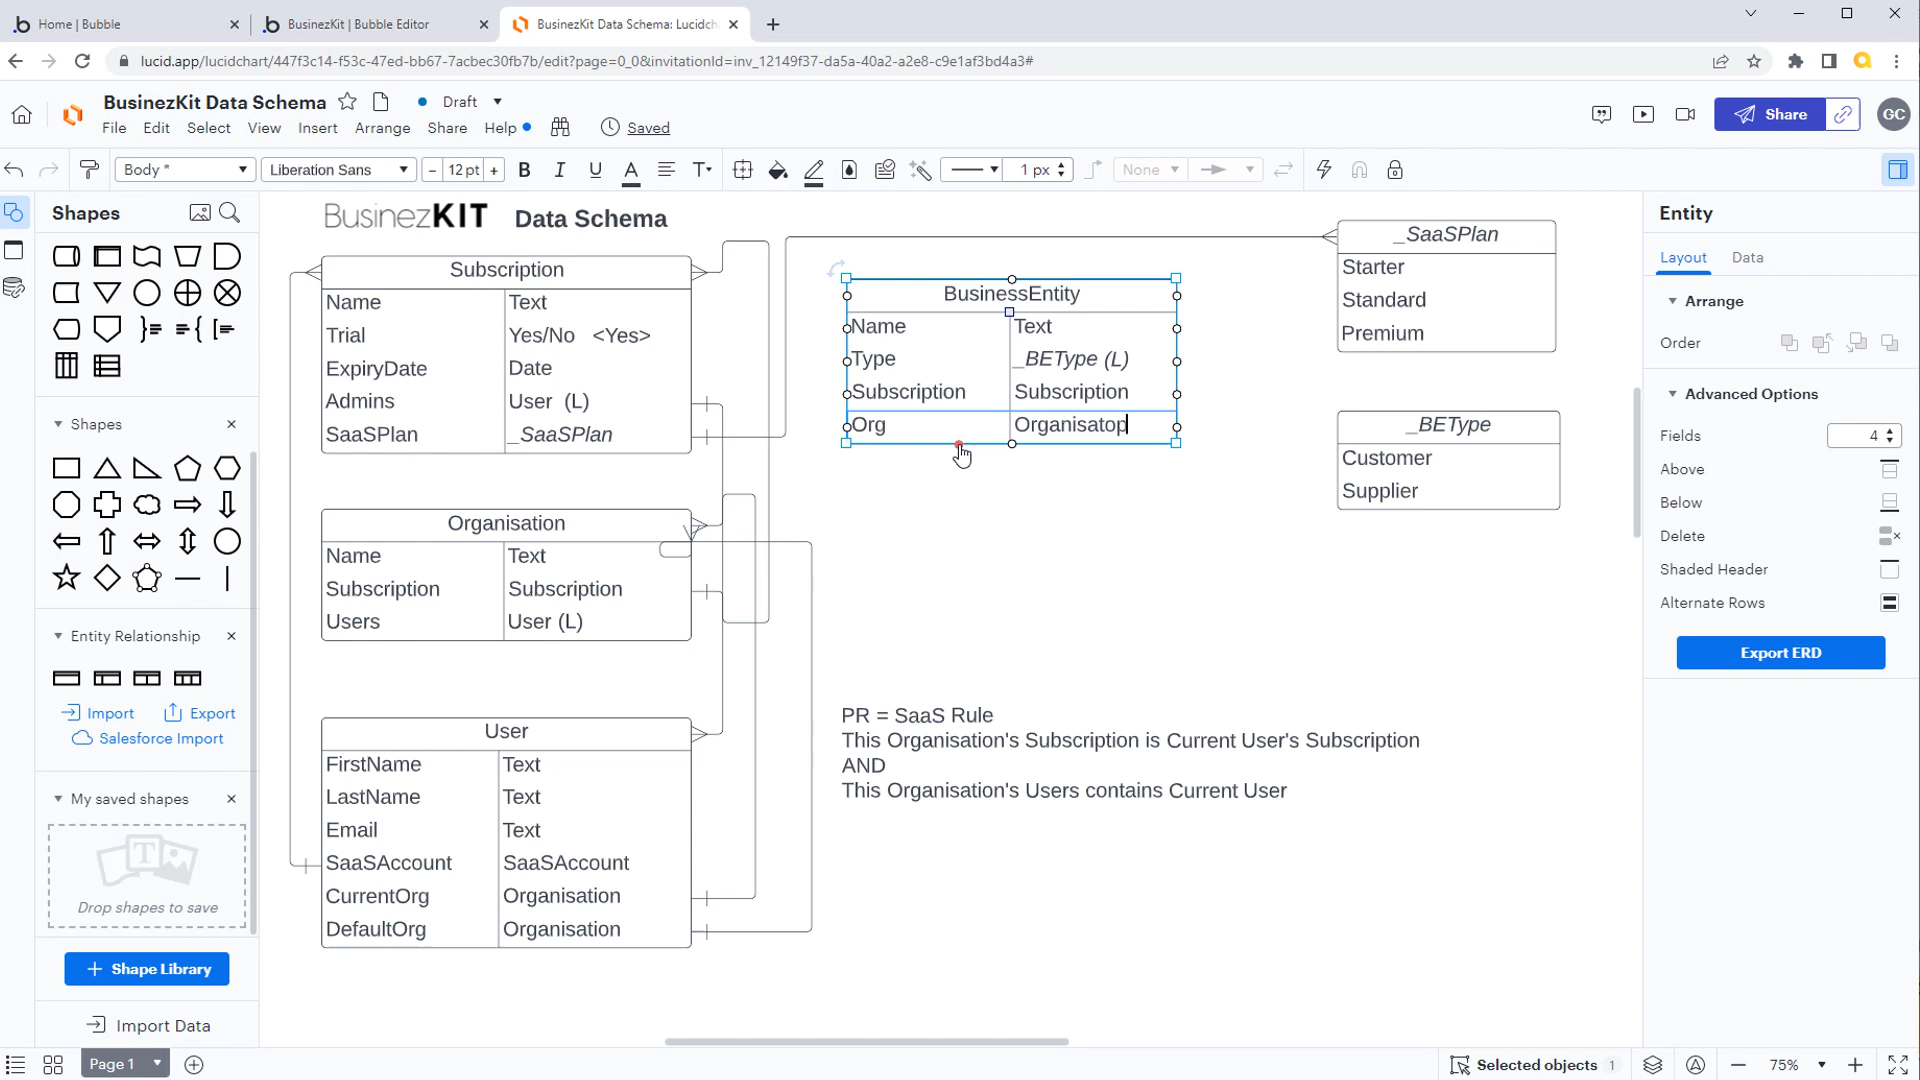 Home | Bubble
BusinezKit | Bubble Editor
BusinezKit Data Schema: Lucidch
lucid.app/lucidchart/447f3c14-f53c-47ed-bb67-7acbec30fb7b/edit?page=0_0&invitationId=inv_12149f37-da5a-40a2-a2e8-c9e1af3bd4a3#
BusinezKit Data Schema
Draft
File Edit Select View Insert Arrange Share Help
Saved
Share
GC
Body *
Liberation Sans
12 pt
B I U A
1 px
None
Shapes
Shapes
Entity Relationship
Import
Export
Salesforce Import
My saved shapes
T
Drop shapes to save
+ Shape Library
Import Data
BusinezKIT Data Schema
Subscription
Name Text
Trial Yes/No <Yes>
ExpiryDate Date
Admins User (L)
SaaSPlan _SaaSPlan
Organisation
Name Text
Subscription Subscription
Users User (L)
User
FirstName Text
LastName Text
Email Text
SaaSAccount SaaSAccount
CurrentOrg Organisation
DefaultOrg Organisation
BusinessEntity
Name Text
Type _BEType (L)
Subscription Subscription
Org Organisatop
_SaaSPlan
Starter
Standard
Premium
_BEType
Customer
Supplier
PR = SaaS Rule
This Organisation's Subscription is Current User's Subscription
AND
This Organisation's Users contains Current User
Entity
Layout Data
Arrange
Order
Advanced Options
Fields 4
Above
Below
Delete
Shaded Header
Alternate Rows
Export ERD
Page 1
Selected objects 1
75%